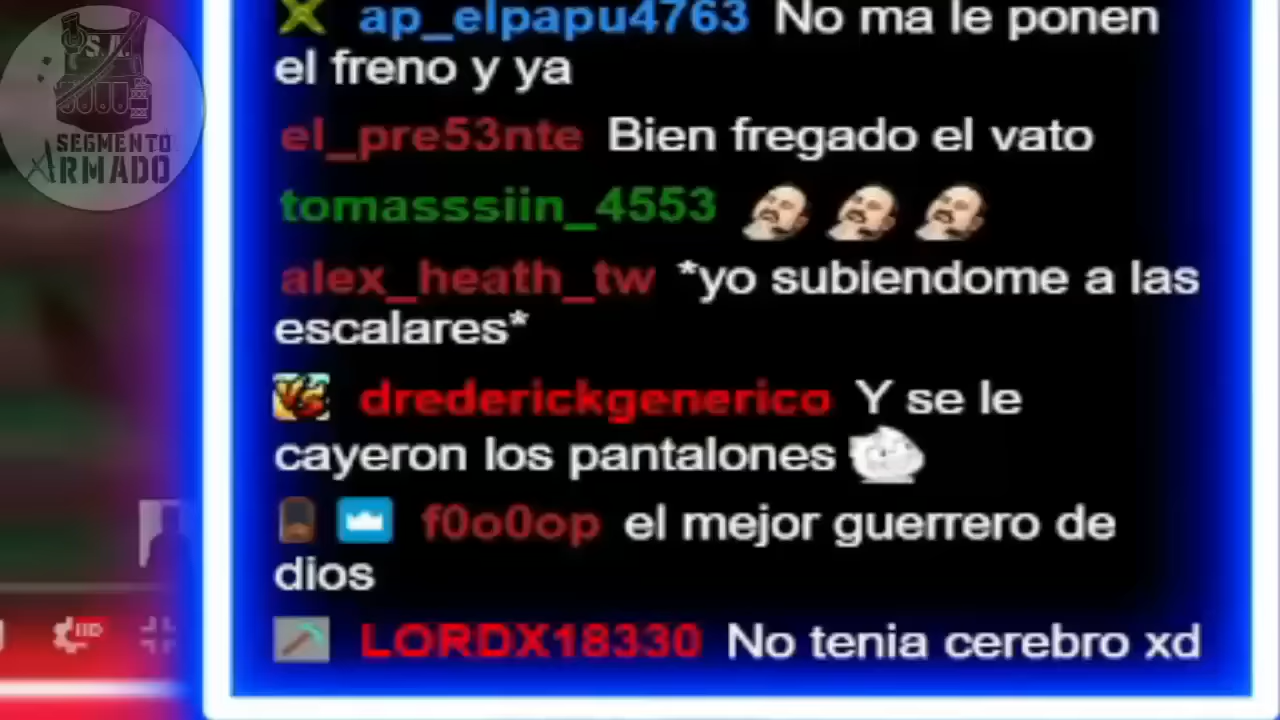 S.A.
SEGMENTO
ARMADO
ap_elpapu4763 No ma le ponen
el freno y ya
el_pre53nte Bien fregado el vato
tomasssiin_4553
alex_heath_tw *yo subiendome a las
escalares*
drederickgenerico Y se le
cayeron los pantalones
f0o0op el mejor guerrero de
dios
LORDX18330 No tenia cerebro xd
HD